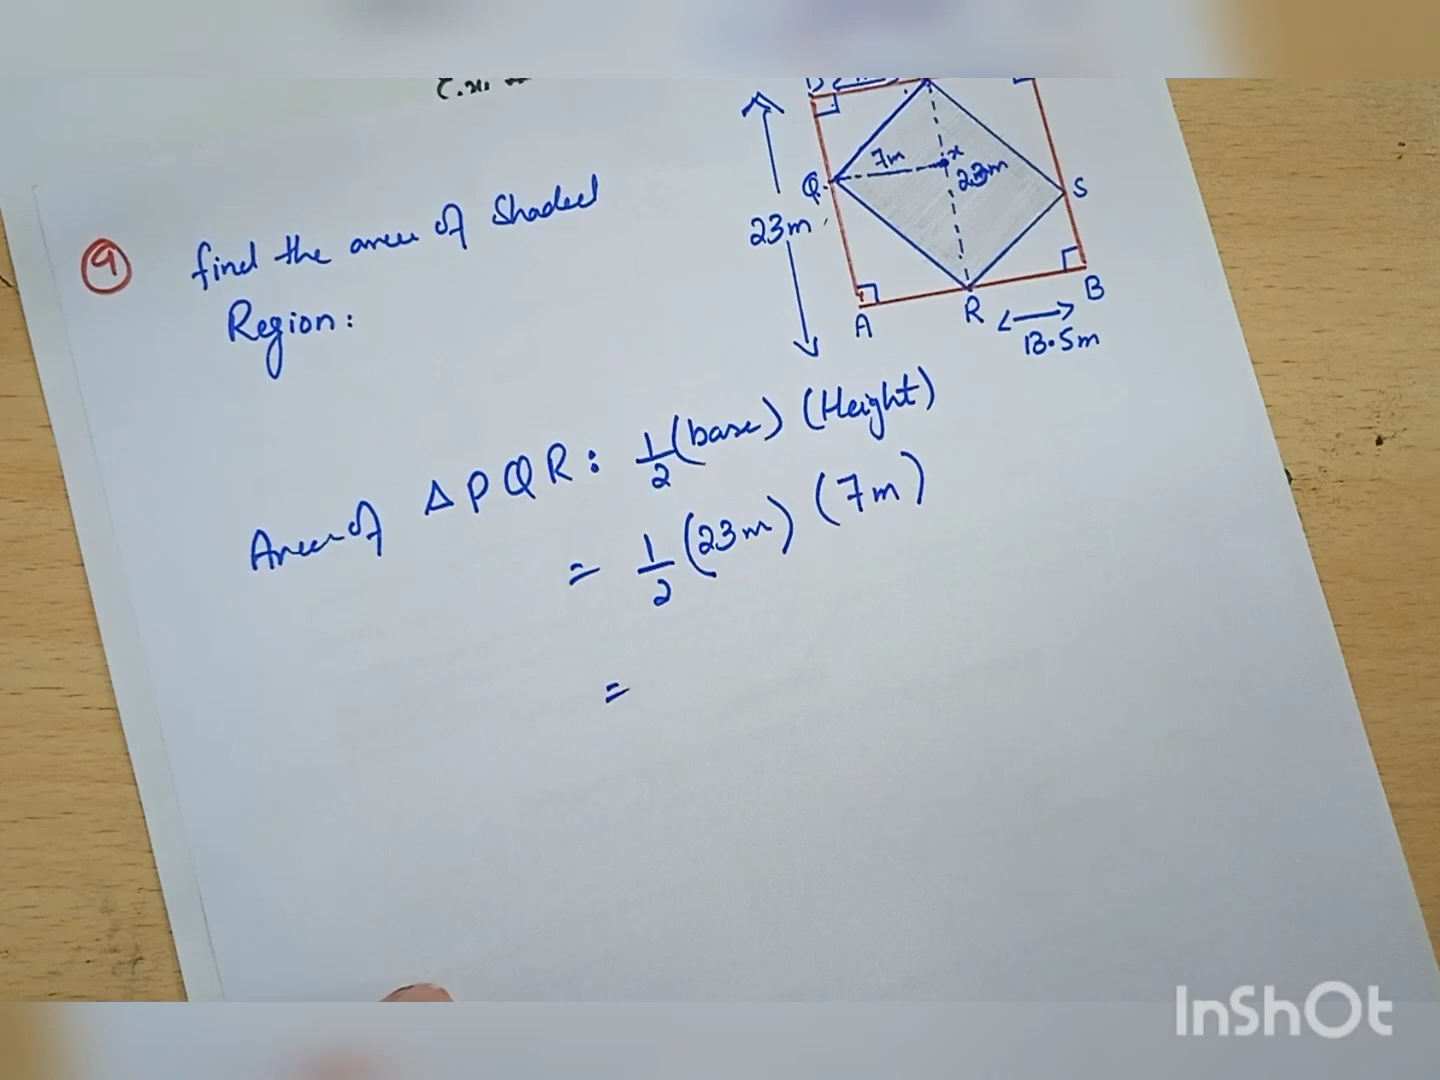 9 find the area of Shaded
Region:
Q
7m
x
23m
S
23m
A
R
B
13.5m
Area of Δ PQR: 1/2 (base) (Height)
= 1/2 (23m) (7m)
=
InShOt